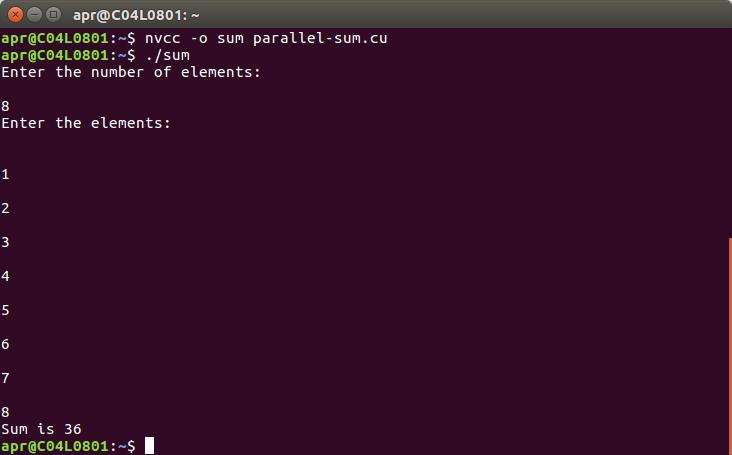 apr@C04L0801: ~
apr@C04L0801:~$ nvcc -o sum parallel-sum.cu
apr@C04L0801:~$ ./sum
Enter the number of elements:
8
Enter the elements:
1
2
3
4
5
6
7
8
Sum is 36
apr@C04L0801:~$